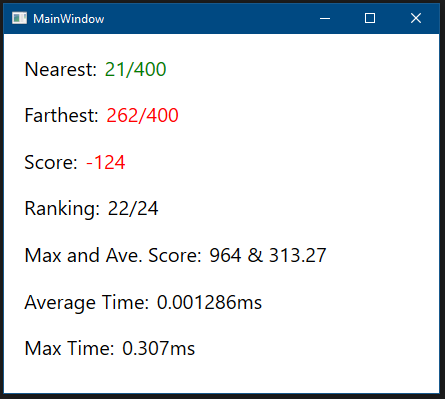 MainWindow
Nearest: 21/400
Farthest: 262/400
Score: -124
Ranking: 22/24
Max and Ave. Score: 964 & 313.27
Average Time: 0.001286ms
Max Time: 0.307ms